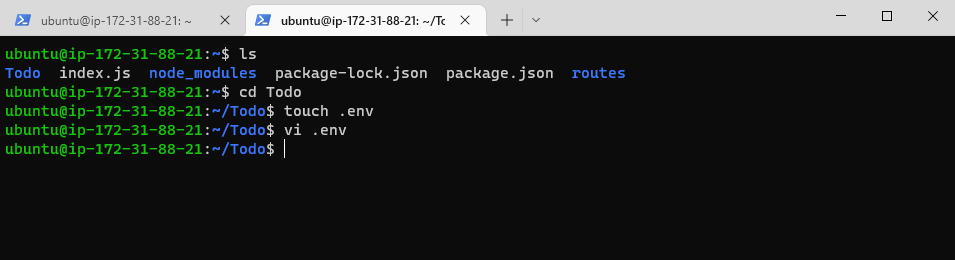 ubuntu@ip-172-31-88-21: ~
ubuntu@ip-172-31-88-21: ~/To
ubuntu@ip-172-31-88-21:~$ ls
Todo index.js node_modules package-lock.json package.json routes
ubuntu@ip-172-31-88-21:~$ cd Todo
ubuntu@ip-172-31-88-21:~/Todo$ touch .env
ubuntu@ip-172-31-88-21:~/Todo$ vi .env
ubuntu@ip-172-31-88-21:~/Todo$